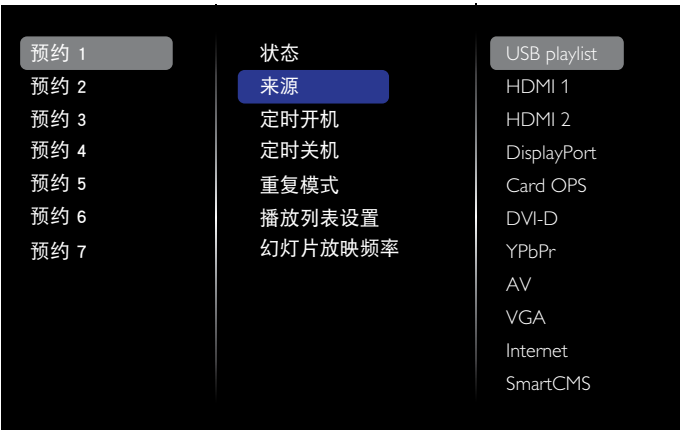 预约 1
预约 2
预约 3
预约 4
预约 5
预约 6
预约 7
状态
来源
定时开机
定时关机
重复模式
播放列表设置
幻灯片放映频率
USB playlist
HDMI 1
HDMI 2
DisplayPort
Card OPS
DVI-D
YPbPr
AV
VGA
Internet
SmartCMS